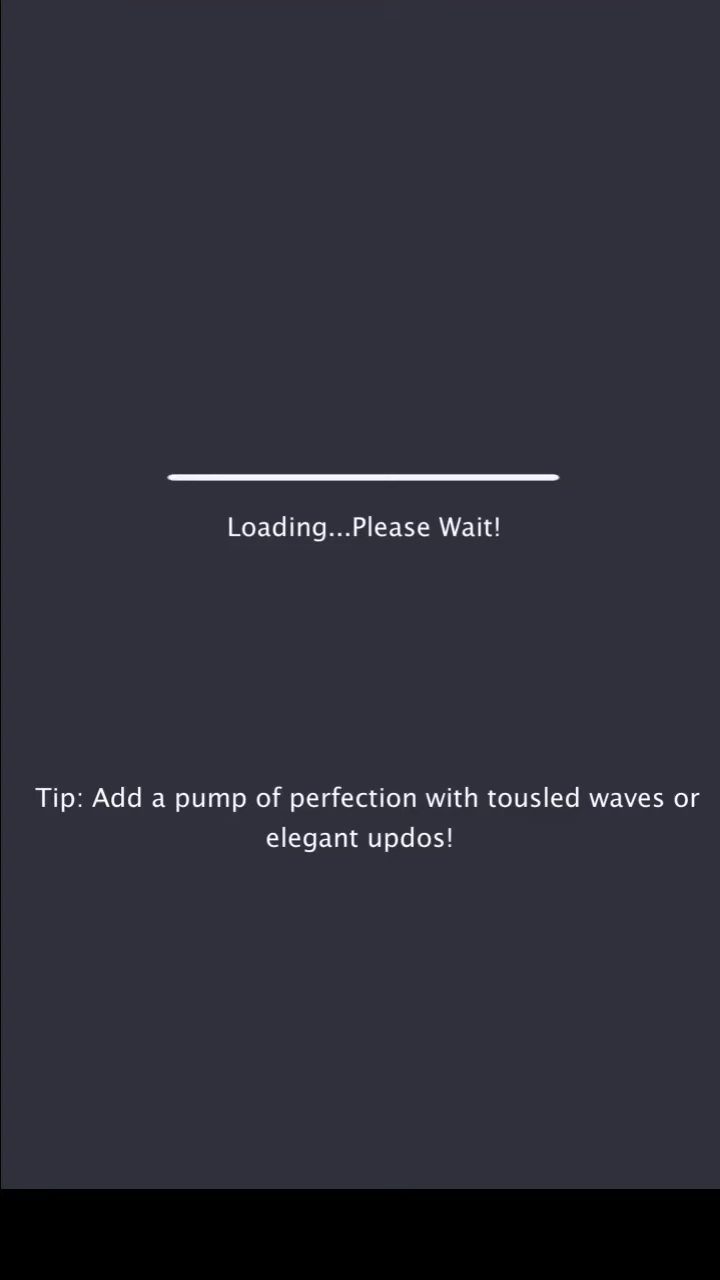 Loading...Please Wait!
Tip: Add a pump of perfection with tousled waves or
elegant updos!